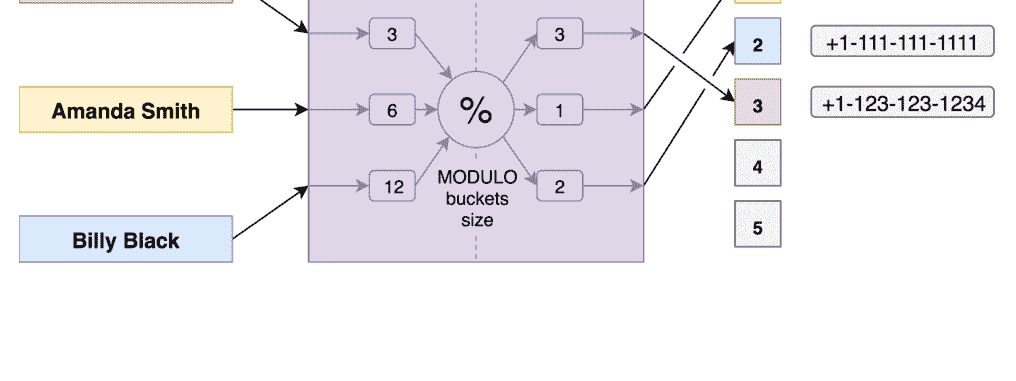 3
3
2
+1-111-111-1111
Amanda Smith
6
%
1
3
+1-123-123-1234
12
MODULO
buckets
size
2
4
Billy Black
5